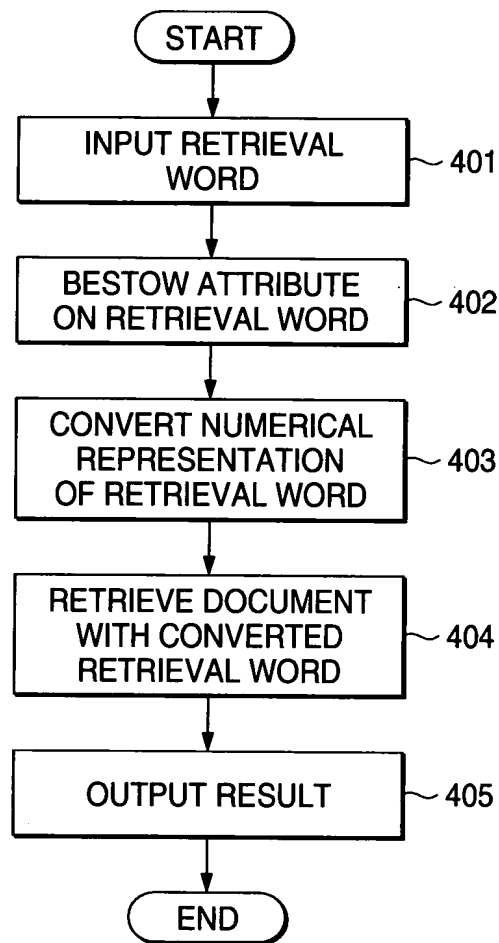 START
INPUT RETRIEVAL
WORD
401
BESTOW ATTRIBUTE
ON RETRIEVAL WORD
402
CONVERT NUMERICAL
REPRESENTATION
OF RETRIEVAL WORD
403
RETRIEVE DOCUMENT
WITH CONVERTED
RETRIEVAL WORD
404
OUTPUT RESULT
405
END